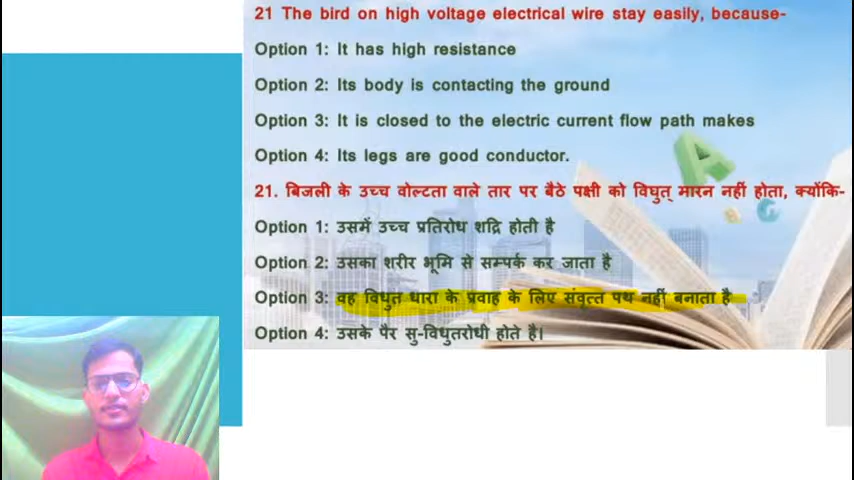 21 The bird on high voltage electrical wire stay easily, because-
Option 1: It has high resistance
Option 2: Its body is contacting the ground
Option 3: It is closed to the electric current flow path makes
Option 4: Its legs are good conductor.
21. बिजली के उच्च वोल्टता वाले तार पर बैठे पक्षी को विघुत् मारन नहीं होता, क्योंकि-
Option 1: उसमें उच्च प्रतिरोध शद्रि होती है
Option 2: उसका शरीर भूमि से सम्पर्क कर जाता है
Option 3: वह विधुत धारा के प्रवाह के लिए संवृत्त पथ नहीं बनाता है
Option 4: उसके पैर सु-विधुतरोधी होते है।
A
B
C